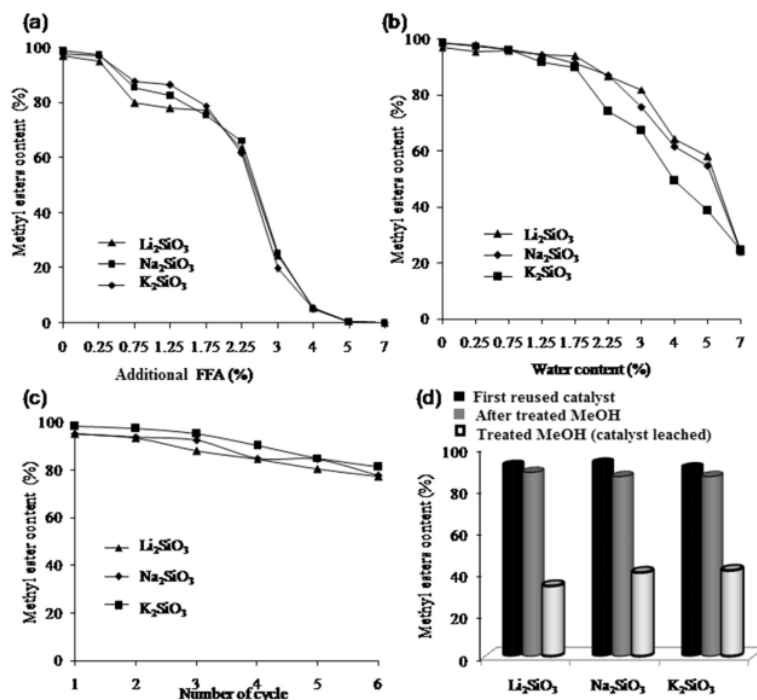 (a)
Methyl esters content (%)
100
80
60
40
20
0
Li2SiO3
Na2SiO3
K2SiO3
0 0.25 0.75 1.25 1.75 2.25 3 4 5 7
Additional FFA (%)
(b)
Methyl esters content (%)
100
80
60
40
20
0
Li2SiO3
Na2SiO3
K2SiO3
0 0.25 0.75 1.25 1.75 2.25 3 4 5 7
Water content (%)
(c)
Methyl ester content (%)
100
80
60
40
20
0
Li2SiO3
Na2SiO3
K2SiO3
1 2 3 4 5 6
Number of cycle
(d)
First reused catalyst
After treated MeOH
Treated MeOH (catalyst leached)
Methyl esters content (%)
100
80
60
40
20
0
Li2SiO3 Na2SiO3 K2SiO3